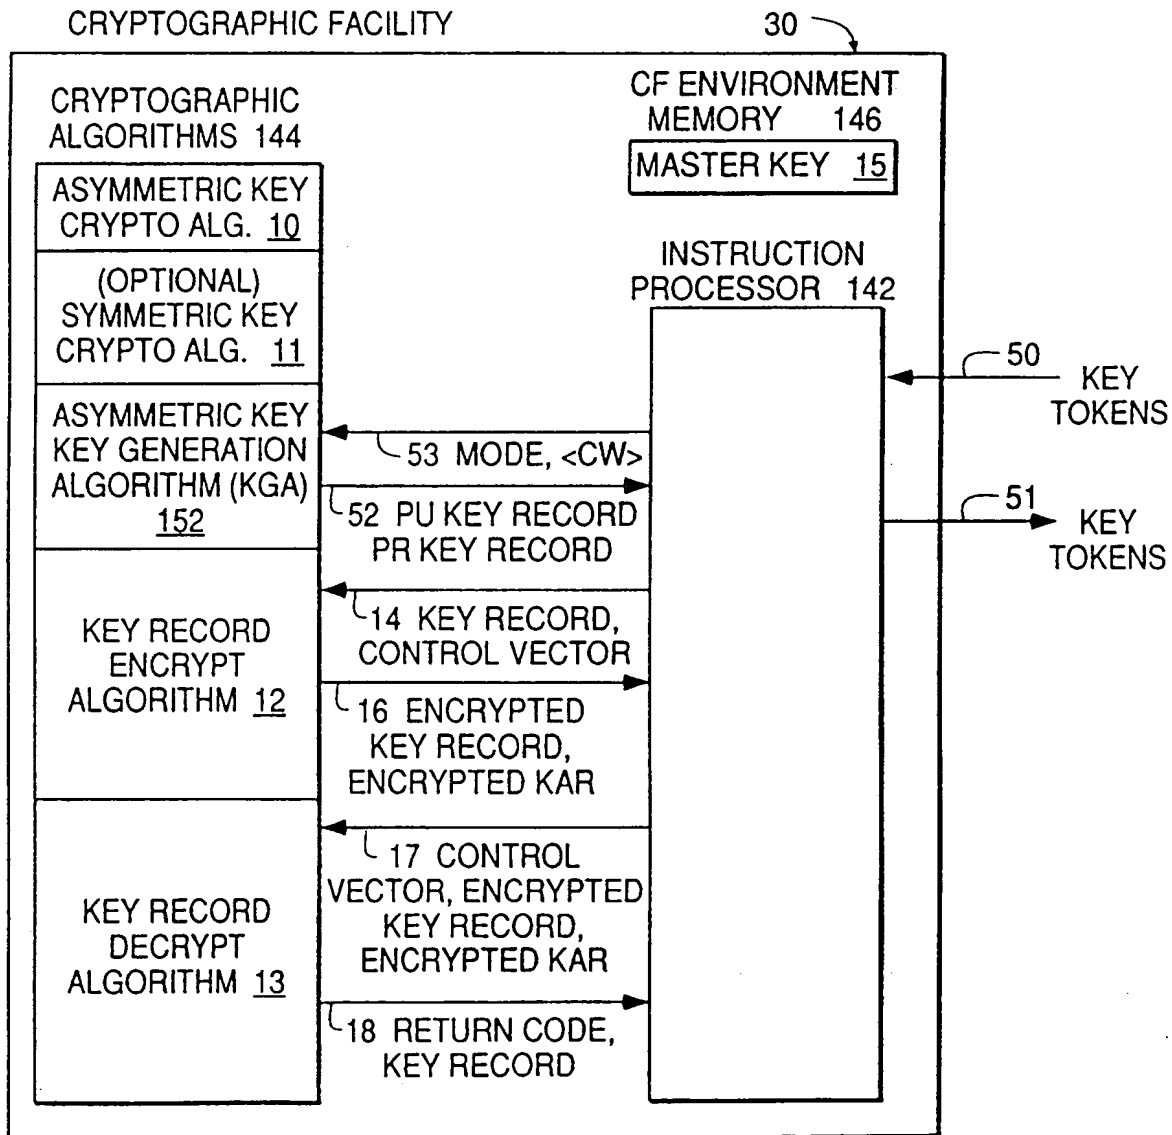 CRYPTOGRAPHIC FACILITY
30
CRYPTOGRAPHIC
ALGORITHMS 144
ASYMMETRIC KEY
CRYPTO ALG. 10
(OPTIONAL)
SYMMETRIC KEY
CRYPTO ALG. 11
ASYMMETRIC KEY
KEY GENERATION
ALGORITHM (KGA)
152
KEY RECORD
ENCRYPT
ALGORITHM 12
KEY RECORD
DECRYPT
ALGORITHM 13
53 MODE, <CW>
52 PU KEY RECORD
PR KEY RECORD
14 KEY RECORD,
CONTROL VECTOR
16 ENCRYPTED
KEY RECORD,
ENCRYPTED KAR
17 CONTROL
VECTOR, ENCRYPTED
KEY RECORD,
ENCRYPTED KAR
18 RETURN CODE,
KEY RECORD
CF ENVIRONMENT
MEMORY 146
MASTER KEY 15
INSTRUCTION
PROCESSOR 142
50
KEY
TOKENS
51
KEY
TOKENS